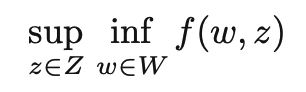 sup inf f(w, z)
z∈Z w∈W